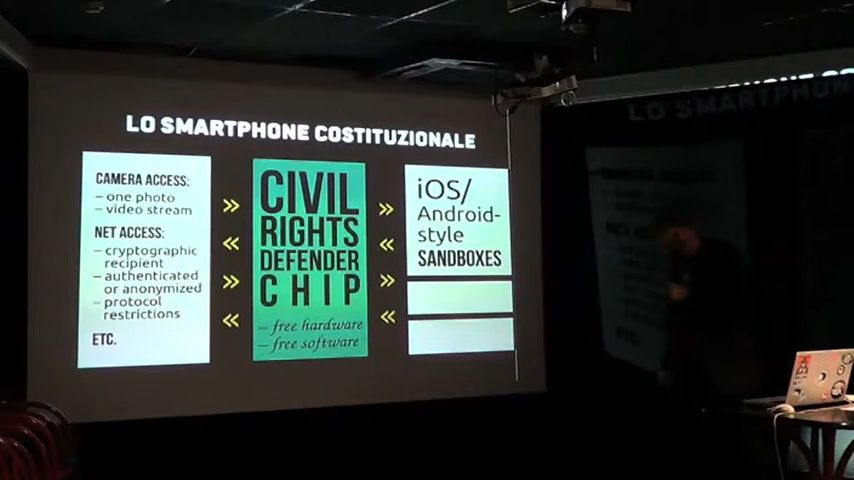 LO SMARTPHONE COSTITUZIONALE
CAMERA ACCESS:
– one photo
– video stream
NET ACCESS:
– cryptographic
recipient
– authenticated
or anonymized
– protocol
restrictions
ETC.
»
«
»
«
CIVIL
RIGHTS
DEFENDER
CHIP
– free hardware
– free software
»
«
»
«
iOS/
Android-
style
SANDBOXES
LO SMARTPHONE